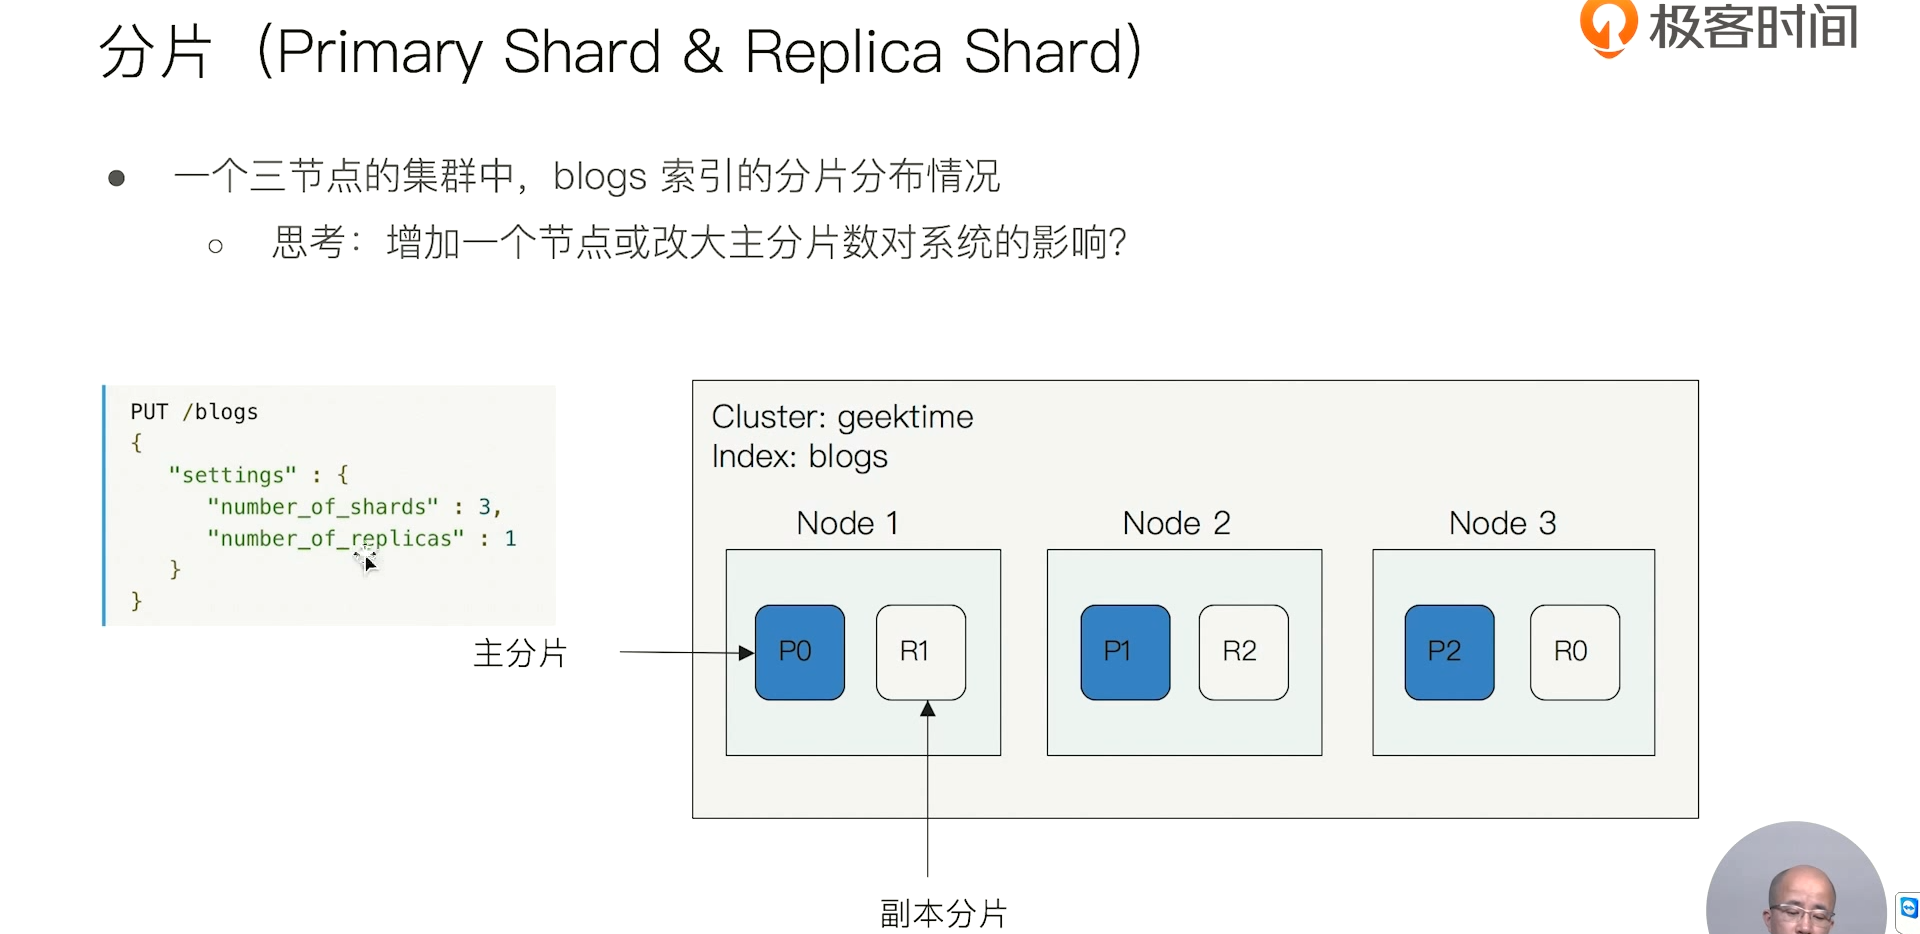 极客时间
分片（Primary Shard & Replica Shard）
一个三节点的集群中，blogs 索引的分片分布情况
思考：增加一个节点或改大主分片数对系统的影响？
PUT /blogs
{
"settings" : {
"number_of_shards" : 3,
"number_of_replicas" : 1
}
}
Cluster: geektime
Index: blogs
Node 1 Node 2 Node 3
主分片 P0 R1 P1 R2 P2 R0
副本分片